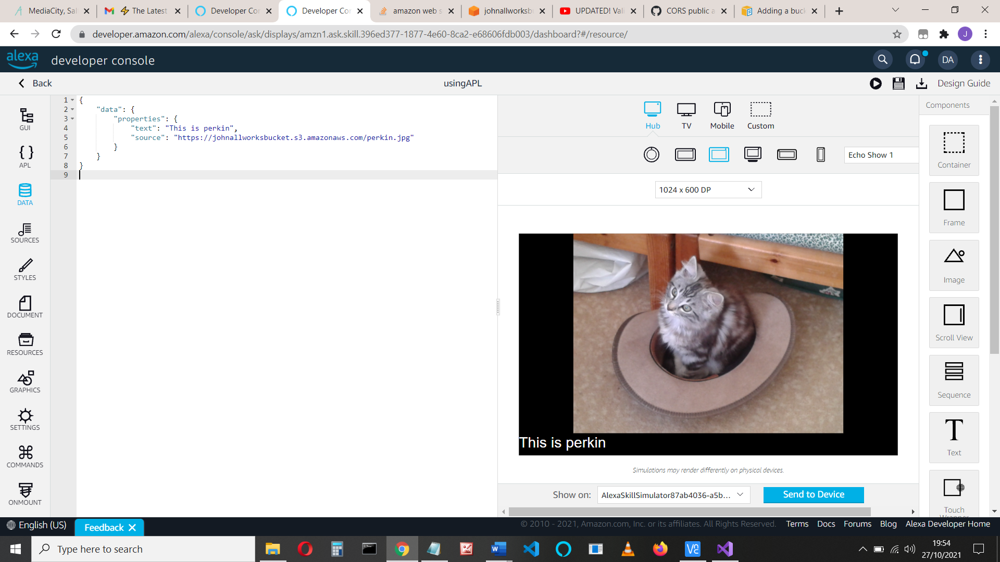 MediaCity, Sal
The Latest
Developer Con
Developer Con
amazon web s
johnallworksbu
UPDATED! Vali
CORS public a
Adding a buck
developer.amazon.com/alexa/console/ask/displays/amzn1.ask.skill.396ed377-1877-4e60-8ca2-e68606fdb003/dashboard?#/resource/
J
alexa developer console
DA
Back
usingAPL
Design Guide
GUI
APL
DATA
SOURCES
STYLES
DOCUMENT
RESOURCES
GRAPHICS
SETTINGS
COMMANDS
ONMOUNT
1 {
2 "data": {
3 "properties": {
4 "text": "This is perkin",
5 "source": "https://johnallworksbucket.s3.amazonaws.com/perkin.jpg"
6 }
7 }
8 }
9
Hub
TV
Mobile
Custom
Echo Show 1
1024 x 600 DP
This is perkin
Simulations may render differently on physical devices.
Show on:
AlexaSkillSimulator87ab4036-a5b...
Send to Device
Components
Container
Frame
Image
Scroll View
Sequence
Text
Touch
Wrapper
English (US)
Feedback
© 2010 - 2021, Amazon.com, Inc. or its affiliates. All Rights Reserved.
Terms
Docs
Forums
Blog
Alexa Developer Home
Type here to search
19:54
27/10/2021